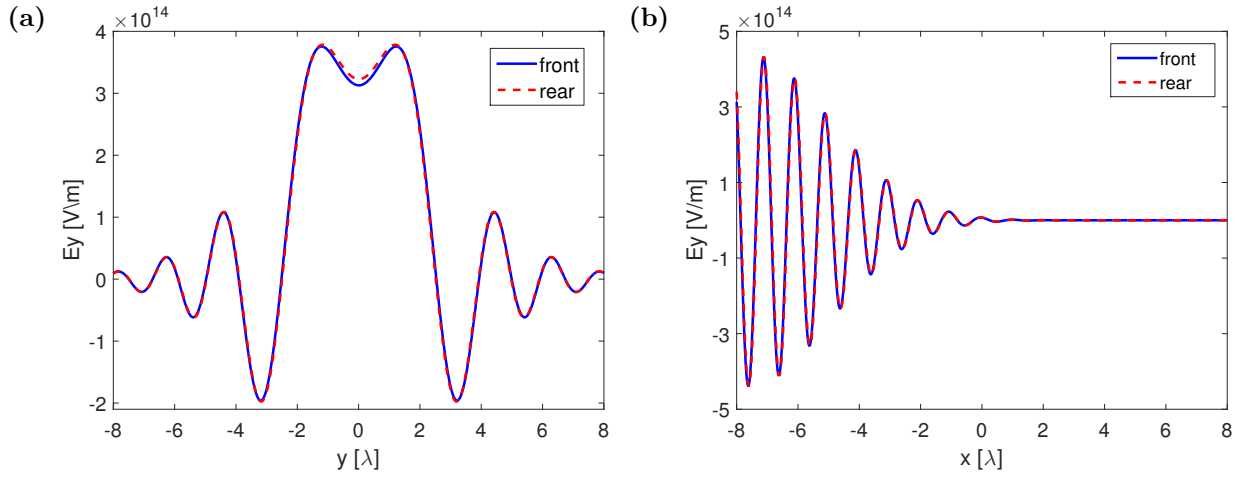 (a)
×10^14
4
3
2
1
0
-1
-2
Ey [V\m]
-8 -6 -4 -2 0 2 4 6 8
y [λ]
front
rear
(b)
×10^14
5
3
1
-1
-3
-5
Ey [V/m]
-8 -6 -4 -2 0 2 4 6 8
x [λ]
front
rear